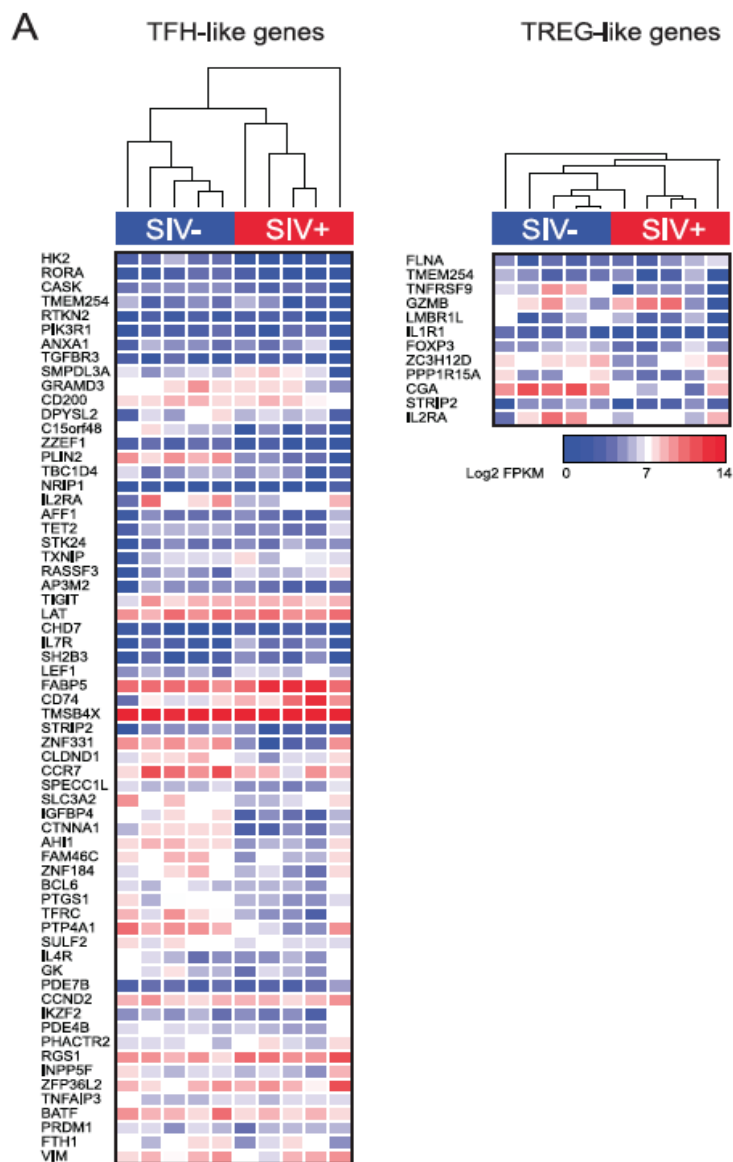 A
TFH-like genes
TREG-like genes
SIV-
SIV+
SIV-
SIV+
HK2
RORA
CASK
TMEM254
RTKN2
PIK3R1
ANXA1
TGFBR3
SMPDL3A
GRAMD3
CD200
DPYSL2
C15orf48
ZZEF1
PLIN2
TBC1D4
NRIP1
IL2RA
AFF1
TET2
STK24
TXNIP
RASSF3
AP3M2
TIGIT
LAT
CHD7
IL7R
SH2B3
LEF1
FABP5
CD74
TMSB4X
STRIP2
ZNF331
CLDND1
CCR7
SPECC1L
SLC3A2
IGFBP4
CTNNA1
AHI1
FAM46C
ZNF184
BCL6
PTGS1
TFRC
PTP4A1
SULF2
IL4R
GK
PDE7B
CCND2
IKZF2
PDE4B
PHACTR2
RGS1
INPP5F
ZFP36L2
TNFAIP3
BATF
PRDM1
FTH1
VIM
FLNA
TMEM254
TNFRSF9
GZMB
LMBR1L
IL1R1
FOXP3
ZC3H12D
PPP1R15A
CGA
STRIP2
IL2RA
Log2 FPKM
0
7
14